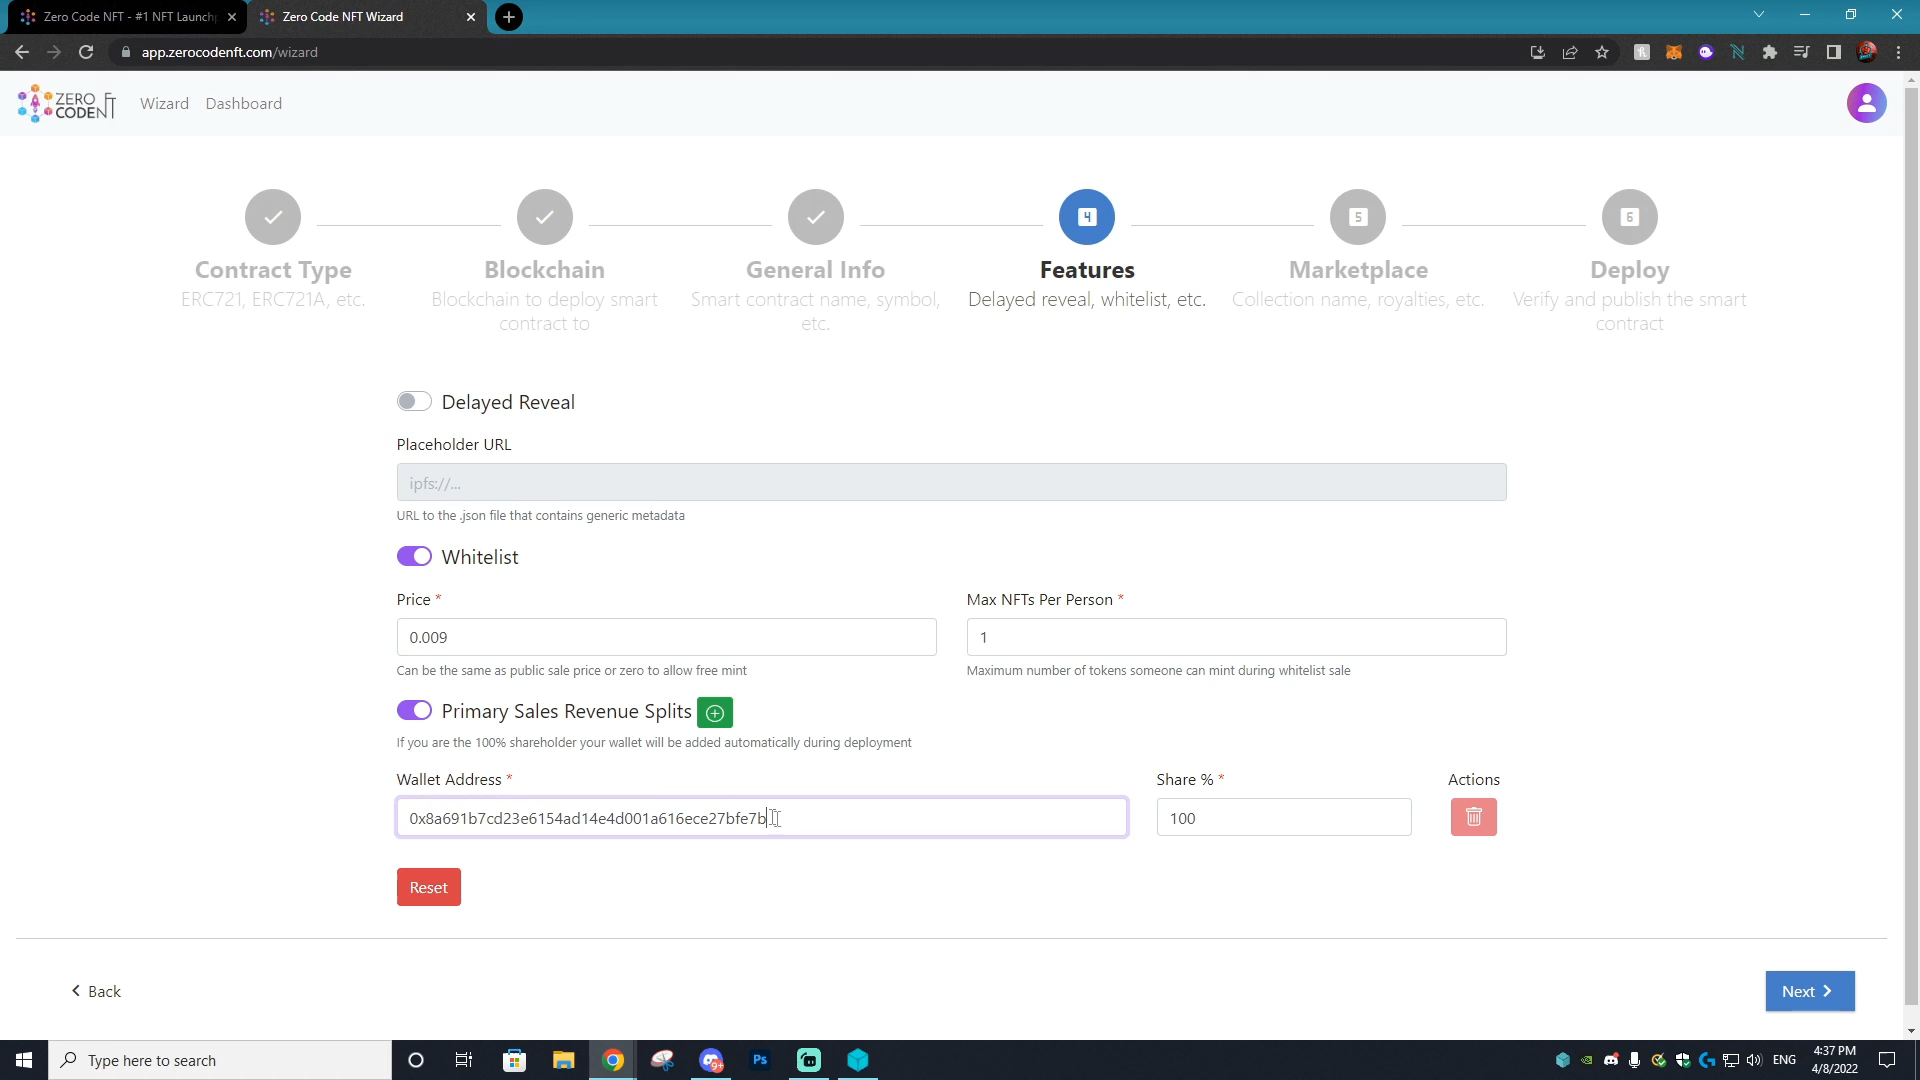 Zero Code NFT - #1 NFT Launchp
Zero Code NFT Wizard
app.zerocodenft.com/wizard
ZERO CODENFT
Wizard
Dashboard
4
5
6
Contract Type
ERC721, ERC721A, etc.
Blockchain
Blockchain to deploy smart
contract to
General Info
Smart contract name, symbol,
etc.
Features
Delayed reveal, whitelist, etc.
Marketplace
Collection name, royalties, etc.
Deploy
Verify and publish the smart
contract
Delayed Reveal
Placeholder URL
ipfs://...
URL to the .json file that contains generic metadata
Whitelist
Price *
Max NFTs Per Person *
0.009
1
Can be the same as public sale price or zero to allow free mint
Maximum number of tokens someone can mint during whitelist sale
Primary Sales Revenue Splits
If you are the 100% shareholder your wallet will be added automatically during deployment
Wallet Address *
Share % *
Actions
0x8a691b7cd23e6154ad14e4d001a616ece27bfe7b
100
Reset
Back
Next
Type here to search
9+
Ps
ENG
4:37 PM
4/8/2022